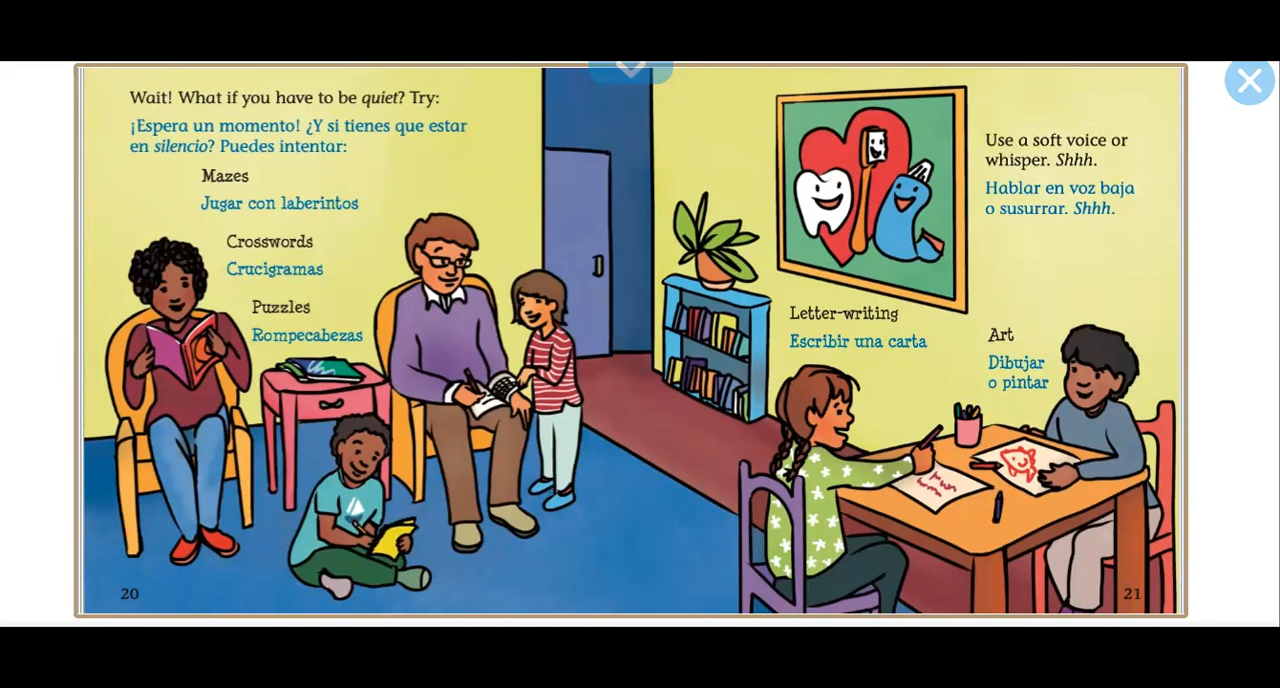 Wait! What if you have to be quiet? Try:
¡Espera un momento! ¿Y si tienes que estar
en silencio? Puedes intentar:
Mazes
Jugar con laberintos
Crosswords
Crucigramas
Puzzles
Rompecabezas
20
Use a soft voice or
whisper. Shhh.
Hablar en voz baja
o susurrar. Shhh.
Letter-writing
Escribir una carta
Art
Dibujar
o pintar
21